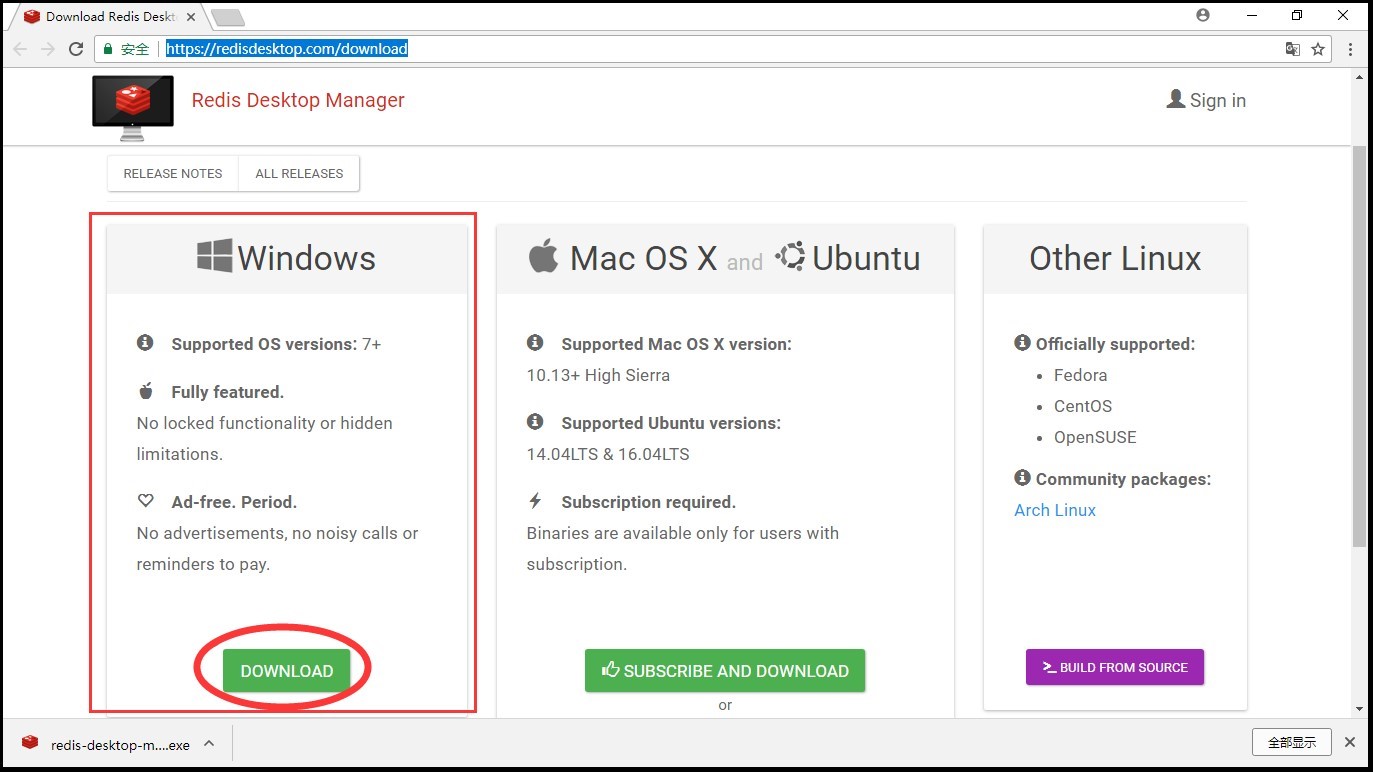 Download Redis Deskt
安全
https://redisdesktop.com/download
Redis Desktop Manager
Sign in
RELEASE NOTES
ALL RELEASES
Windows
Supported OS versions: 7+
Fully featured.
No locked functionality or hidden
limitations.
Ad-free. Period.
No advertisements, no noisy calls or
reminders to pay.
DOWNLOAD
Mac OS X and Ubuntu
Supported Mac OS X version:
10.13+ High Sierra
Supported Ubuntu versions:
14.04LTS & 16.04LTS
Subscription required.
Binaries are available only for users with
subscription.
SUBSCRIBE AND DOWNLOAD
or
Other Linux
Officially supported:
Fedora
CentOS
OpenSUSE
Community packages:
Arch Linux
BUILD FROM SOURCE
redis-desktop-m....exe
全部显示